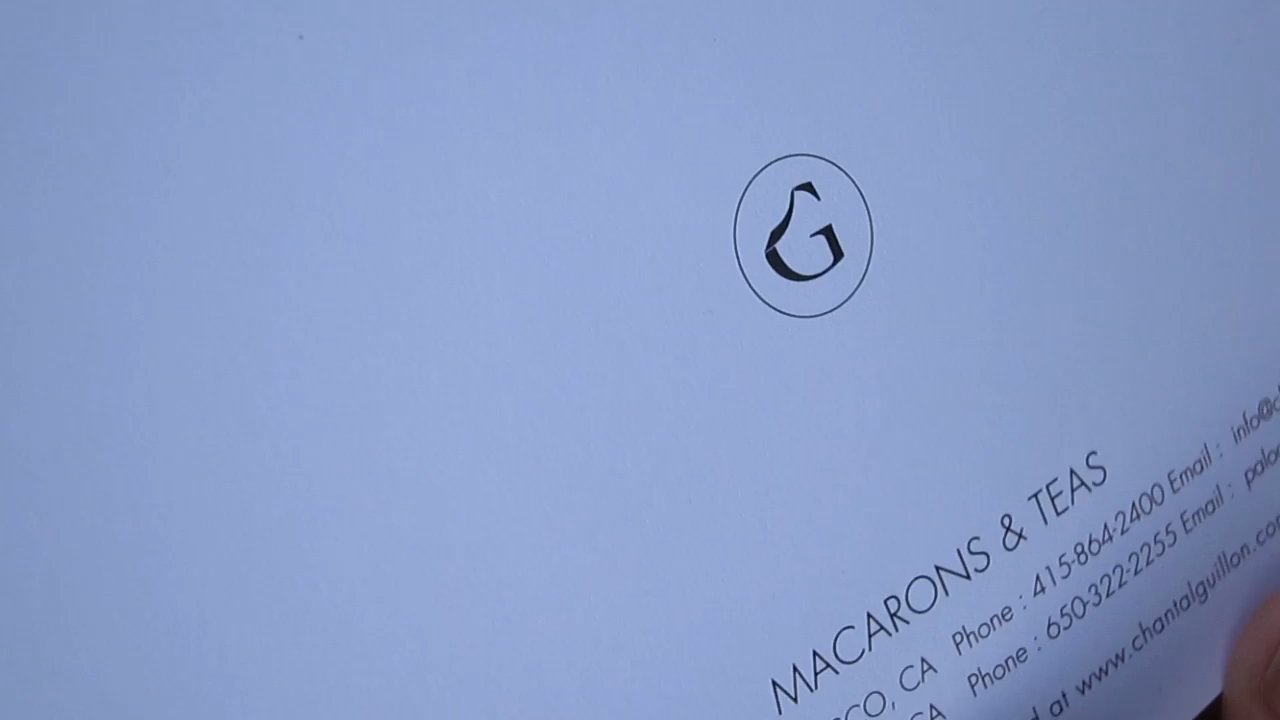 G
MACARONS & TEAS
CO, CA Phone : 415-864-2400 Email : info@
CA Phone : 650-322-2255 Email :
at www.chantalguillon.co